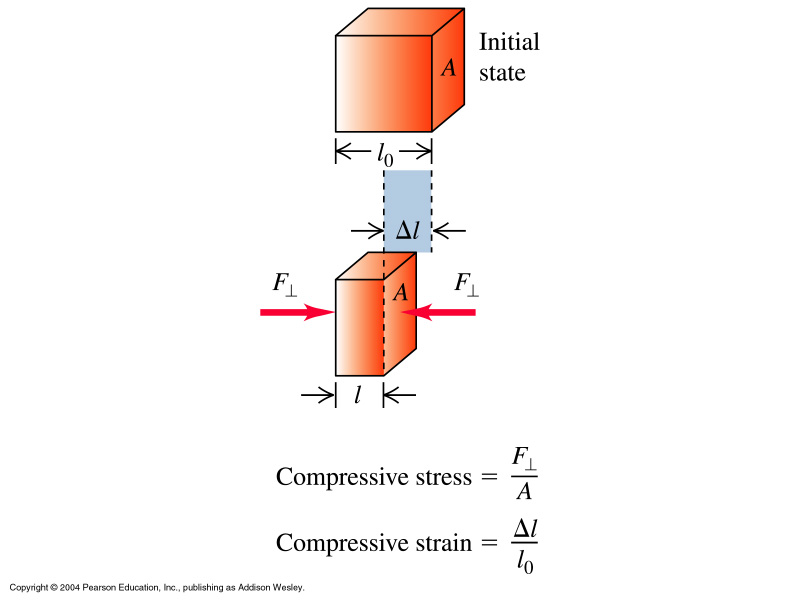 Initial
state
A
l₀
Δl
F⊥
F⊥
A
l
Compressive stress = F⊥/A
Compressive strain = Δl/l₀
Copyright © 2004 Pearson Education, Inc., publishing as Addison Wesley.